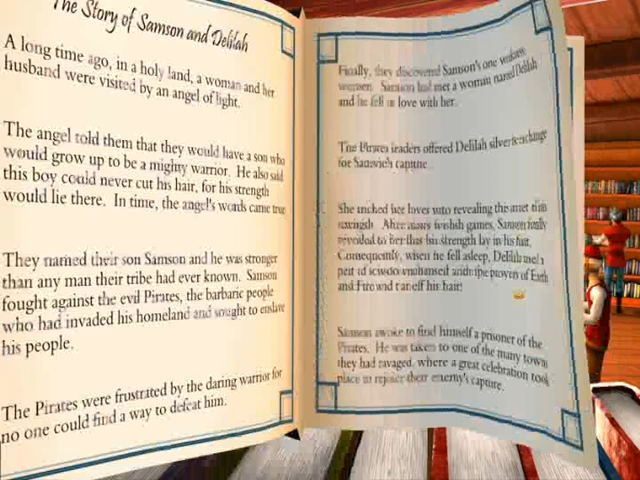 The Story of Samson and Delilah
A long time ago, in a holy land, a woman and her
husband were visited by an angel of light.
The angel told them that they would have a son who
would grow up to be a mighty warrior. He also said
this boy could never cut his hair, for his strength
would lie there. In time, the angel's words came true
They named their son Samson and he was stronger
than any man their tribe had ever known. Samson
fought against the evil Pirates, the barbaric people
who had invaded his homeland and sought to enslave
his people.
The Pirates were frustrated by the daring warrior for
no one could find a way to defeat him.
Finally, they discovered Samson's one
women. Samson had met a woman named Delilah
and he fell in love with her.
The Pirates leaders offered Delilah silver
for capture
She tricked her lover into revealing
strength. After many foolish games, Samson finally
revealed to her that his strength lay in his hair.
Consequently, when he fell asleep, Delilah
of Earth
and Fire and cut off his hair!
Samson awoke to find himself a prisoner of the
Pirates. He was taken to one of the many towns
they had ravaged, where a great celebration took
place to rejoice their enemy's capture.